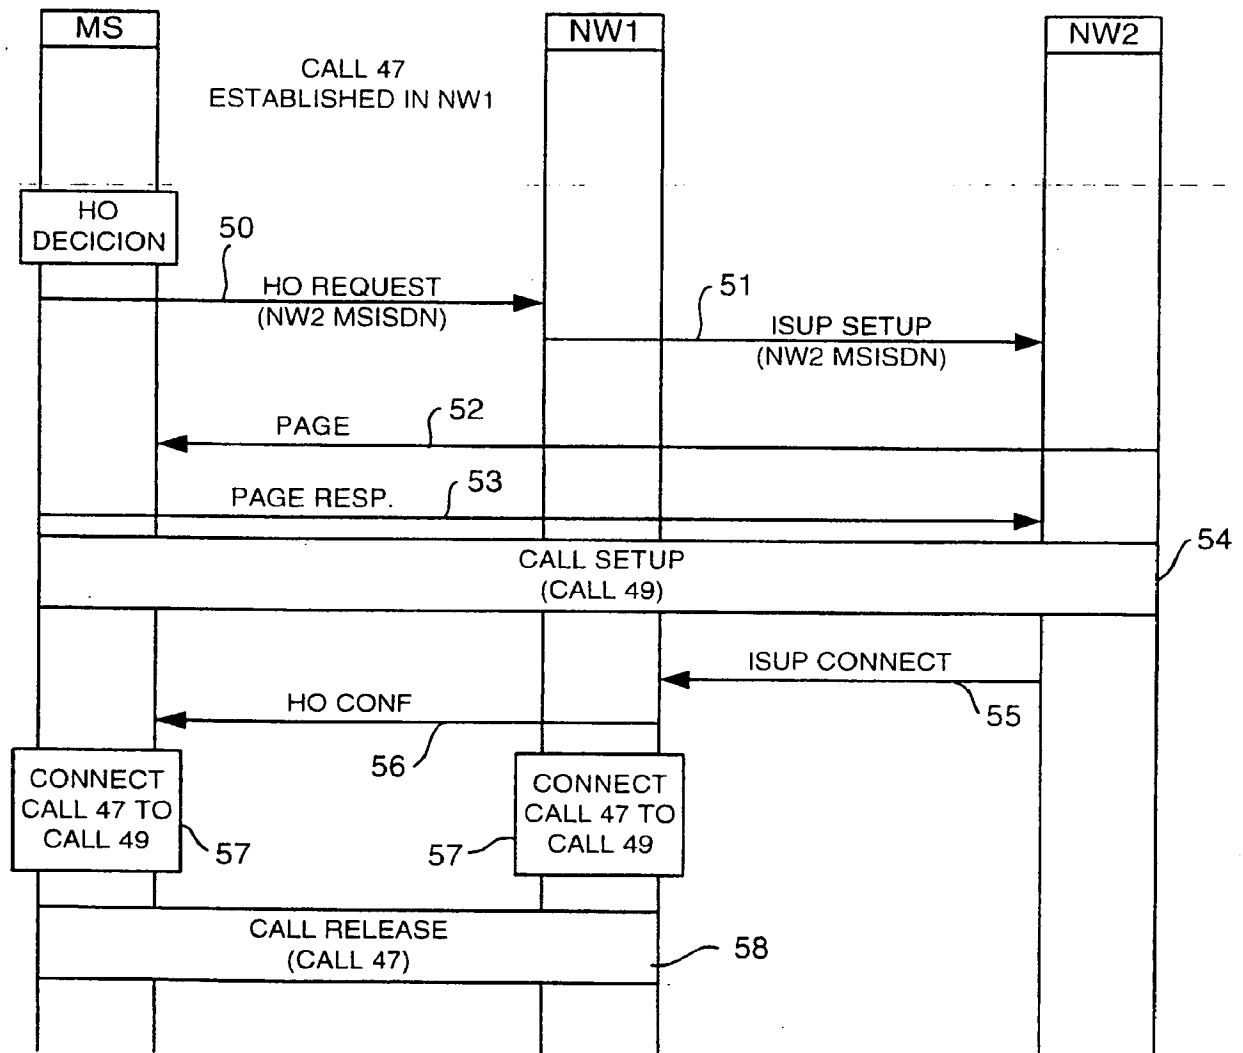 MS
NW1
NW2
CALL 47
ESTABLISHED IN NW1
HO
DECICION
50
HO REQUEST
(NW2 MSISDN)
51
ISUP SETUP
(NW2 MSISDN)
PAGE
52
PAGE RESP.
53
CALL SETUP
(CALL 49)
54
ISUP CONNECT
55
HO CONF
56
CONNECT
CALL 47 TO
CALL 49
57
CONNECT
CALL 47 TO
CALL 49
57
CALL RELEASE
(CALL 47)
58